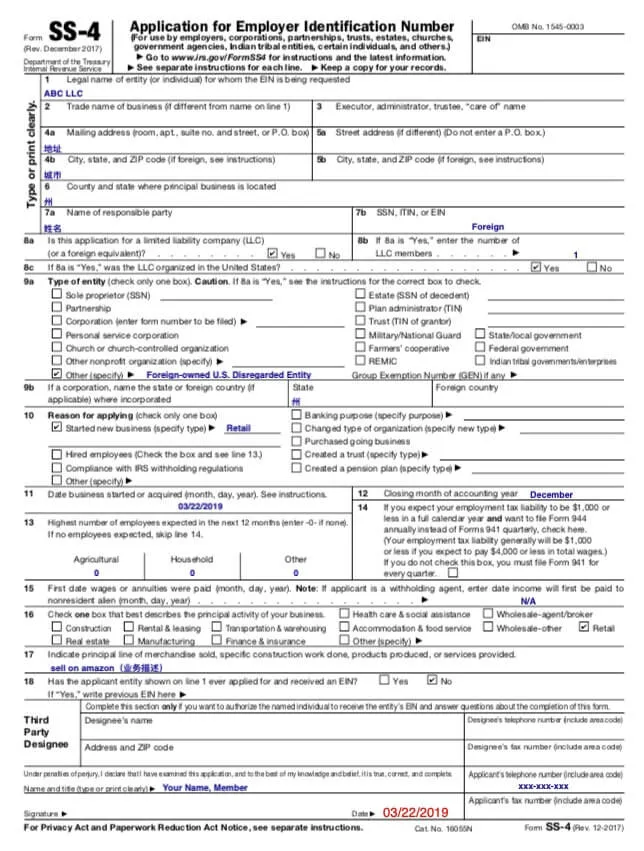 Form SS-4
(Rev. December 2017)
Department of the Treasury
Internal Revenue Service
Application for Employer Identification Number
(For use by employers, corporations, partnerships, trusts, estates, churches,
government agencies, Indian tribal entities, certain individuals, and others.)
▶ Go to www.irs.gov/FormSS4 for instructions and the latest information.
▶ See separate instructions for each line. ▶ Keep a copy for your records.
OMB No. 1545-0003
EIN
Type or print clearly.
1 Legal name of entity (or individual) for whom the EIN is being requested
ABC LLC
2 Trade name of business (if different from name on line 1)
3 Executor, administrator, trustee, "care of" name
4a Mailing address (room, apt., suite no. and street, or P.O. box)
地址
5a Street address (if different) (Do not enter a P.O. box.)
4b City, state, and ZIP code (if foreign, see instructions)
城市
5b City, state, and ZIP code (if foreign, see instructions)
6 County and state where principal business is located
州
7a Name of responsible party
姓名
7b SSN, ITIN, or EIN
Foreign
8a Is this application for a limited liability company (LLC)
(or a foreign equivalent)? . . . . . . . . Yes No
8b If 8a is "Yes," enter the number of
LLC members . . . . . . ▶ 1
8c If 8a is "Yes," was the LLC organized in the United States? . . . . . . . . . . . . . . . . . . Yes No
9a Type of entity (check only one box). Caution. If 8a is "Yes," see the instructions for the correct box to check.
Sole proprietor (SSN)
Partnership
Corporation (enter form number to be filed) ▶
Personal service corporation
Church or church-controlled organization
Other nonprofit organization (specify) ▶
Other (specify) ▶ Foreign-owned U.S. Disregarded Entity
Estate (SSN of decedent)
Plan administrator (TIN)
Trust (TIN of grantor)
Military/National Guard
State/local government
Farmers' cooperative
Federal government
REMIC
Indian tribal governments/enterprises
Group Exemption Number (GEN) if any ▶
9b If a corporation, name the state or foreign country (if
applicable) where incorporated
State
州
Foreign country
10 Reason for applying (check only one box)
Started new business (specify type) ▶ Retail
Hired employees (Check the box and see line 13.)
Compliance with IRS withholding regulations
Other (specify) ▶
Banking purpose (specify purpose) ▶
Changed type of organization (specify new type) ▶
Purchased going business
Created a trust (specify type) ▶
Created a pension plan (specify type) ▶
11 Date business started or acquired (month, day, year). See instructions.
03/22/2019
12 Closing month of accounting year December
13 Highest number of employees expected in the next 12 months (enter -0- if none).
If no employees expected, skip line 14.
Agricultural Household Other
0 0 0
14 If you expect your employment tax liability to be $1,000 or
less in a full calendar year and want to file Form 944
annually instead of Forms 941 quarterly, check here.
(Your employment tax liability generally will be $1,000
or less if you expect to pay $4,000 or less in total wages.)
If you do not check this box, you must file Form 941 for
every quarter.
15 First date wages or annuities were paid (month, day, year). Note: If applicant is a withholding agent, enter date income will first be paid to
nonresident alien (month, day, year) . . . . . . . . . . . . . . . . ▶ N/A
16 Check one box that best describes the principal activity of your business.
Health care & social assistance Wholesale-agent/broker
Construction Rental & leasing Transportation & warehousing Accommodation & food service Wholesale-other Retail
Real estate Manufacturing Finance & insurance Other (specify) ▶
17 Indicate principal line of merchandise sold, specific construction work done, products produced, or services provided.
sell on amazon（业务描述）
18 Has the applicant entity shown on line 1 ever applied for and received an EIN? Yes No
If "Yes," write previous EIN here ▶
Third
Party
Designee
Complete this section only if you want to authorize the named individual to receive the entity's EIN and answer questions about the completion of this form.
Designee's name
Designee's telephone number (include area code)
Address and ZIP code
Designee's fax number (include area code)
Under penalties of perjury, I declare that I have examined this application, and to the best of my knowledge and belief, it is true, correct, and complete.
Applicant's telephone number (include area code)
Name and title (type or print clearly) ▶ Your Name, Member
xxx-xxx-xxx
Applicant's fax number (include area code)
Signature ▶
Date ▶ 03/22/2019
For Privacy Act and Paperwork Reduction Act Notice, see separate instructions.
Cat. No. 16055N
Form SS-4 (Rev. 12-2017)